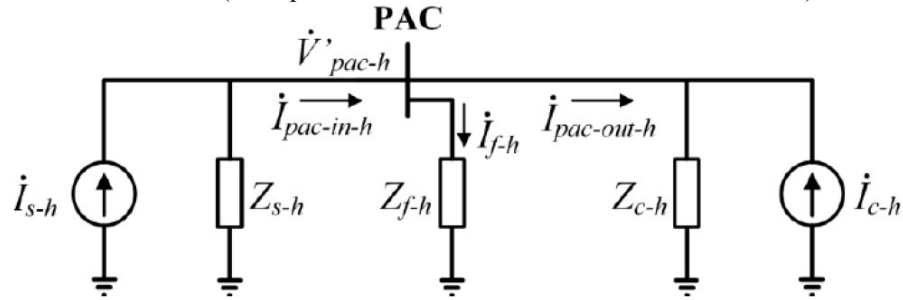 PAC
V̇'pac-h
İpac-in-h
İf-h
İpac-out-h
İs-h
Zs-h
Zf-h
Zc-h
İc-h